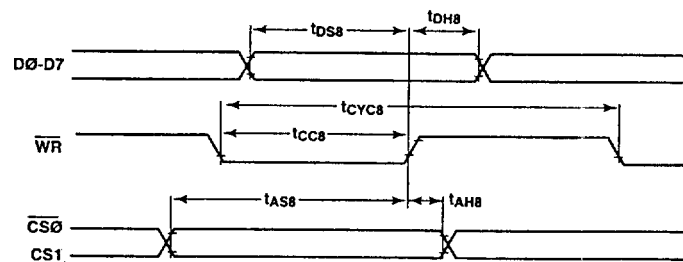 tDS8 tDH8
DØ-D7
tCYC8
tCC8
WR
tAS8 tAH8
CSØ
CS1